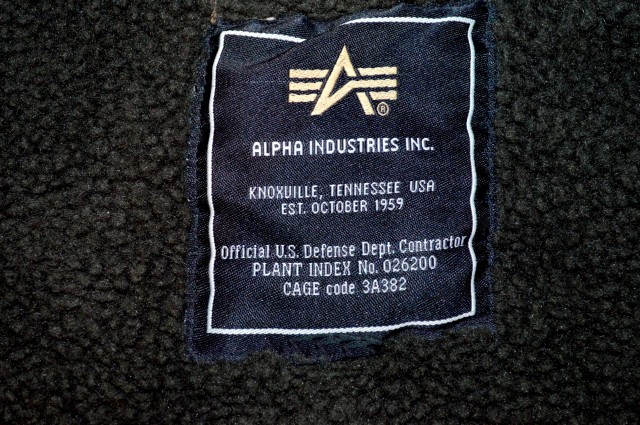 A®
ALPHA INDUSTRIES INC.
KNOXVILLE, TENNESSEE USA
EST. OCTOBER 1959
Official U.S. Defense Dept. Contractor
PLANT INDEX No. 026200
CAGE code 3A382